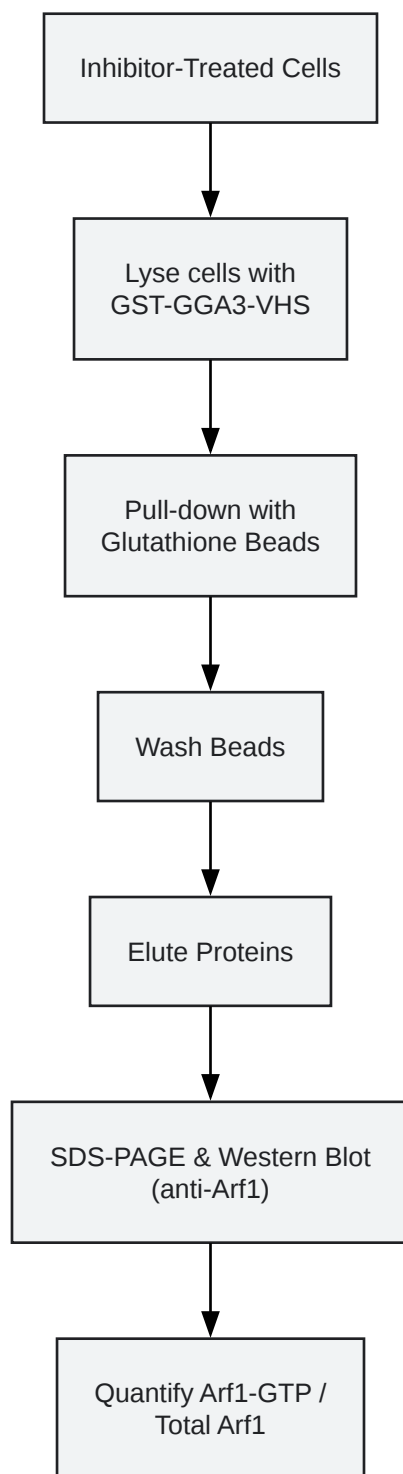 Inhibitor-Treated Cells
Lyse cells with
GST-GGA3-VHS
Pull-down with
Glutathione Beads
Wash Beads
Elute Proteins
SDS-PAGE & Western Blot
(anti-Arf1)
Quantify Arf1-GTP /
Total Arf1